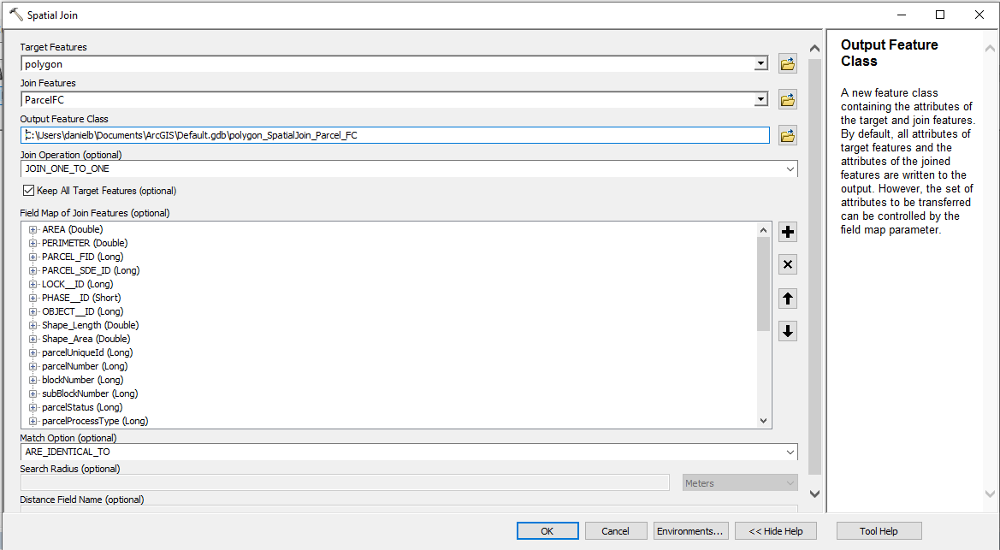 Spatial Join
Target Features
polygon
Join Features
ParcelFC
Output Feature Class
C:\Users\danielb\Documents\ArcGIS\Default.gdb\polygon_SpatialJoin_Parcel_FC
Join Operation (optional)
JOIN_ONE_TO_ONE
Keep All Target Features (optional)
Field Map of Join Features (optional)
AREA (Double)
PERIMETER (Double)
PARCEL_FID (Long)
PARCEL_SDE_ID (Long)
LOCK__ID (Long)
PHASE__ID (Short)
OBJECT__ID (Long)
Shape_Length (Double)
Shape_Area (Double)
parcelUniqueId (Long)
parcelNumber (Long)
blockNumber (Long)
subBlockNumber (Long)
parcelStatus (Long)
parcelProcessType (Long)
Match Option (optional)
ARE_IDENTICAL_TO
Search Radius (optional)
Meters
Distance Field Name (optional)
OK
Cancel
Environments...
<< Hide Help
Output Feature
Class
A new feature class
containing the attributes of
the target and join features.
By default, all attributes of
target features and the
attributes of the joined
features are written to the
output. However, the set of
attributes to be transferred
can be controlled by the
field map parameter.
Tool Help